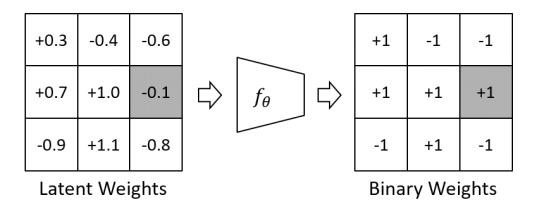 +0.3 -0.4 -0.6
+0.7 +1.0 -0.1
-0.9 +1.1 -0.8
Latent Weights
fθ
+1 -1 -1
+1 +1 +1
-1 +1 -1
Binary Weights